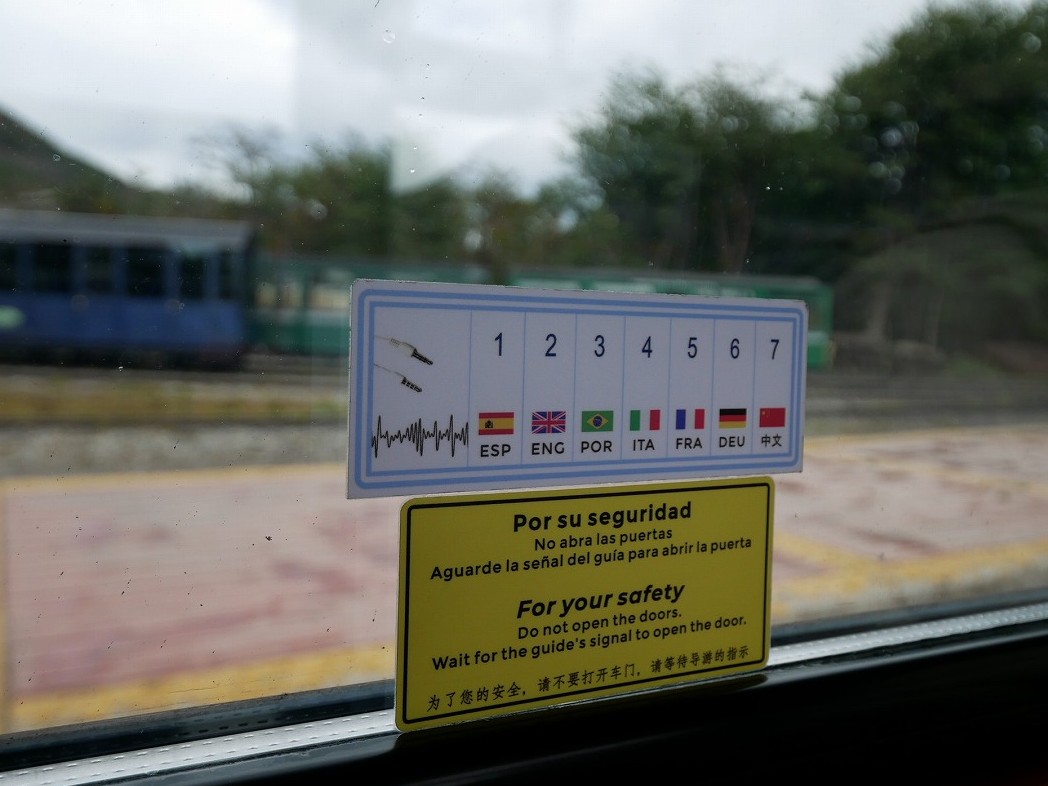 1 2 3 4 5 6 7
ESP ENG POR ITA FRA DEU 中文
Por su seguridad
No abra las puertas
Aguarde la señal del guía para abrir la puerta
For your safety
Do not open the doors.
Wait for the guide's signal to open the door.
为了您的安全，请不要打开车门，请等待导游的指示